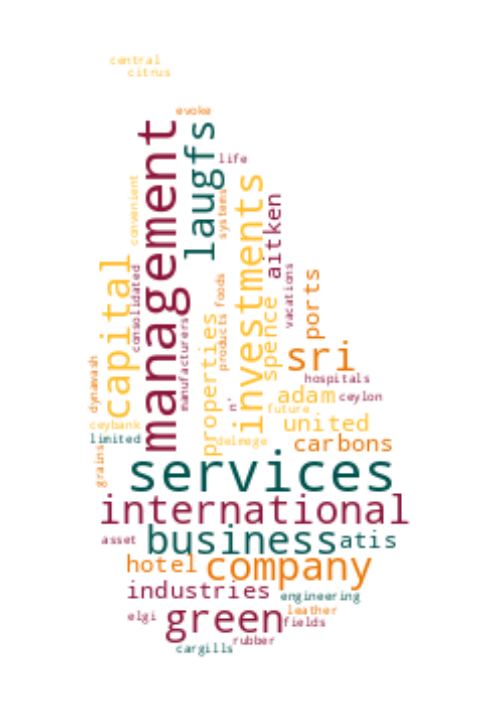 central
citrus
evoke
management
laugfs
life
convenient
systems
investments
aitken
capital
consolidated
vacations
ports
foods
spence
properties
products
manufacturers
sri
hospitals
dynawash
adam
ceylon
n'
future
ceybank
united
limited
delmege
carbons
grains
services
international
asset
business
atis
hotel
company
industries
engineering
elgi
green
leather
fields
rubber
cargills